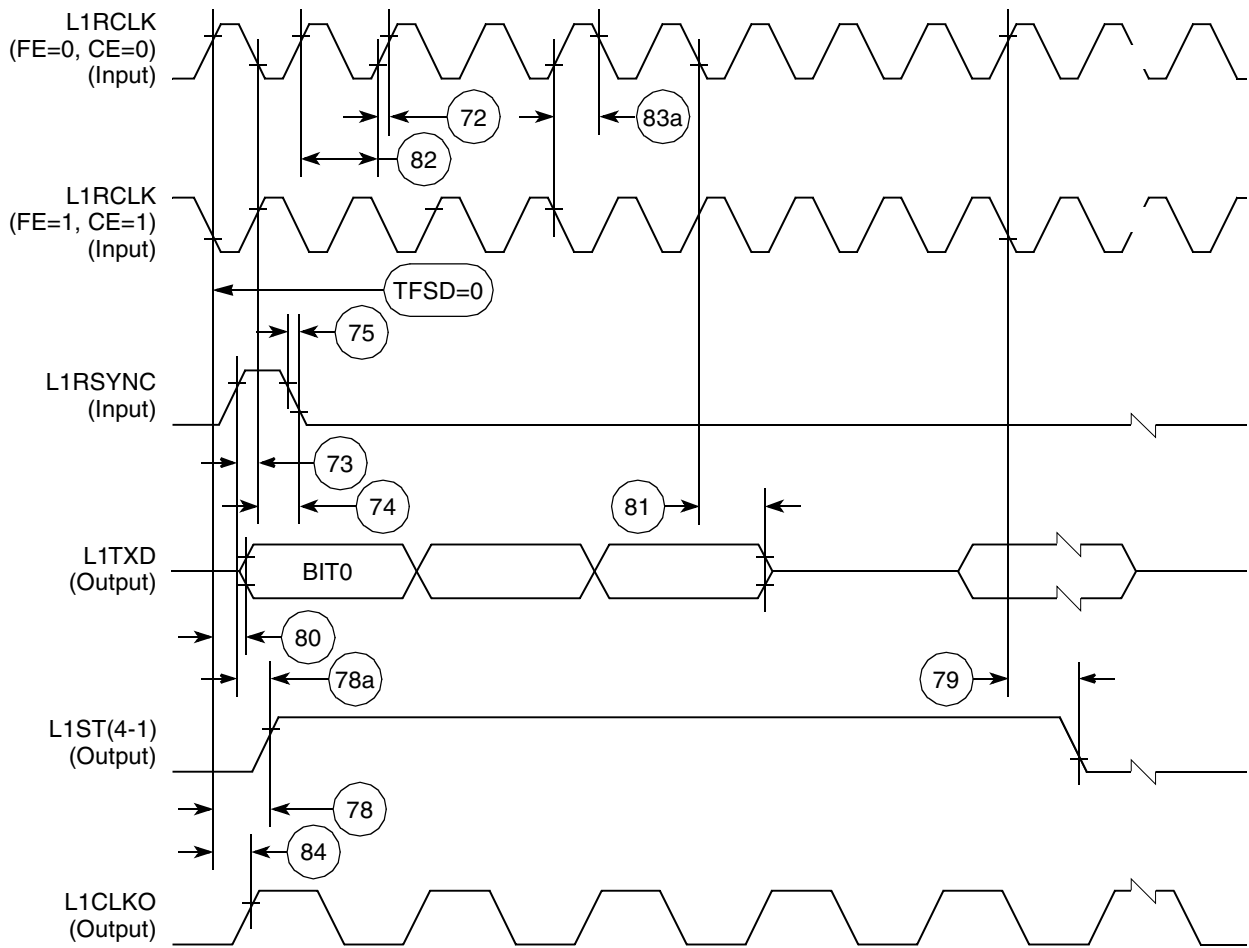 L1RCLK
(FE=0, CE=0)
(Input)
72
83a
82
L1RCLK
(FE=1, CE=1)
(Input)
TFSD=0
75
L1RSYNC
(Input)
73
74
81
L1TXD
(Output)
BIT0
80
78a
79
L1ST(4-1)
(Output)
78
84
L1CLKO
(Output)